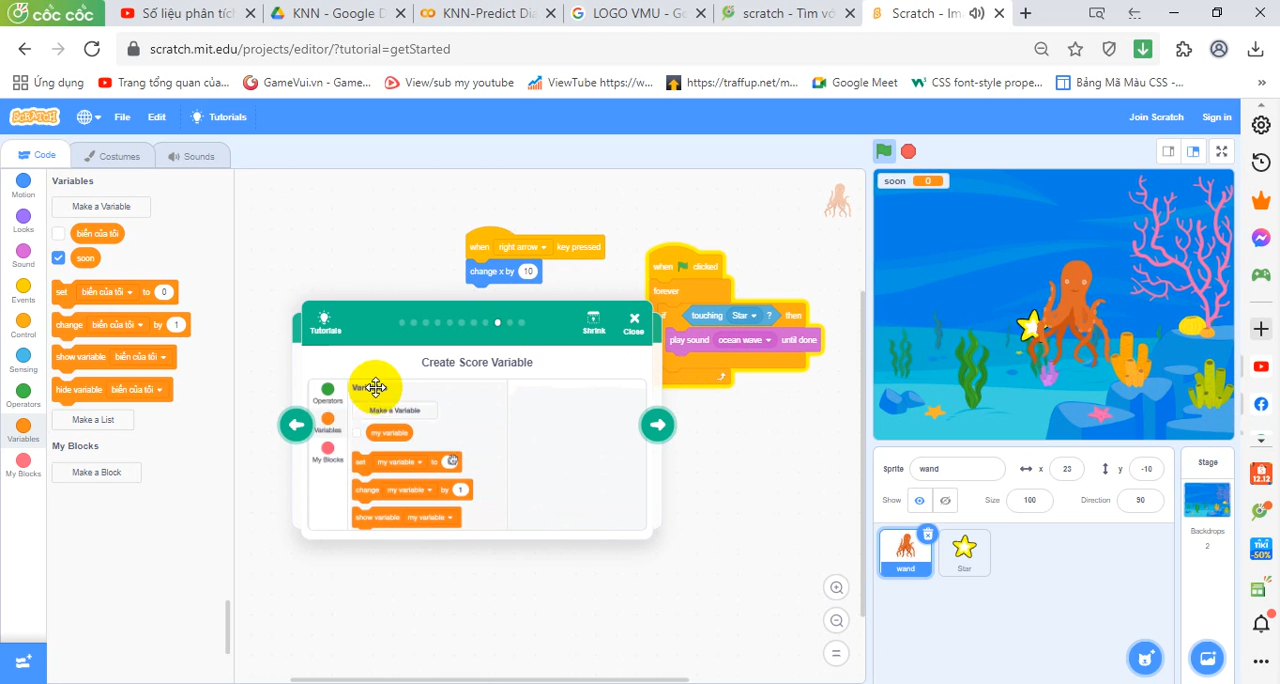 cốc cốc
Số liệu phân tích
KNN - Google D
KNN-Predict Dia
LOGO VMU - Go
scratch - Tìm vớ
Scratch - Im
scratch.mit.edu/projects/editor/?tutorial=getStarted
Ứng dụng
Trang tổng quan của...
GameVui.vn - Game...
View/sub my youtube
ViewTube https://w...
https://traffup.net/m...
Google Meet
CSS font-style prope...
Bảng Mã Màu CSS -...
»
SCRATCH
File
Edit
Tutorials
Join Scratch
Sign in
Code
Costumes
Sounds
Motion
Looks
Sound
Events
Control
Sensing
Operators
Variables
My Blocks
Variables
Make a Variable
biến của tôi
soon
set biến của tôi to 0
change biến của tôi by 1
show variable biến của tôi
hide variable biến của tôi
Make a List
My Blocks
Make a Block
when right arrow key pressed
change x by 10
when clicked
forever
touching Star ? then
play sound ocean wave until done
Tutorials
Shrink
Close
Create Score Variable
Operators
Variables
My Blocks
Make a Variable
my variable
set my variable to
change my variable by 1
show variable my variable
soon 0
Sprite
wand
x
23
y
-10
Show
Size
100
Direction
90
wand
Star
Stage
Backdrops
2
12.12
TIKI
-50%